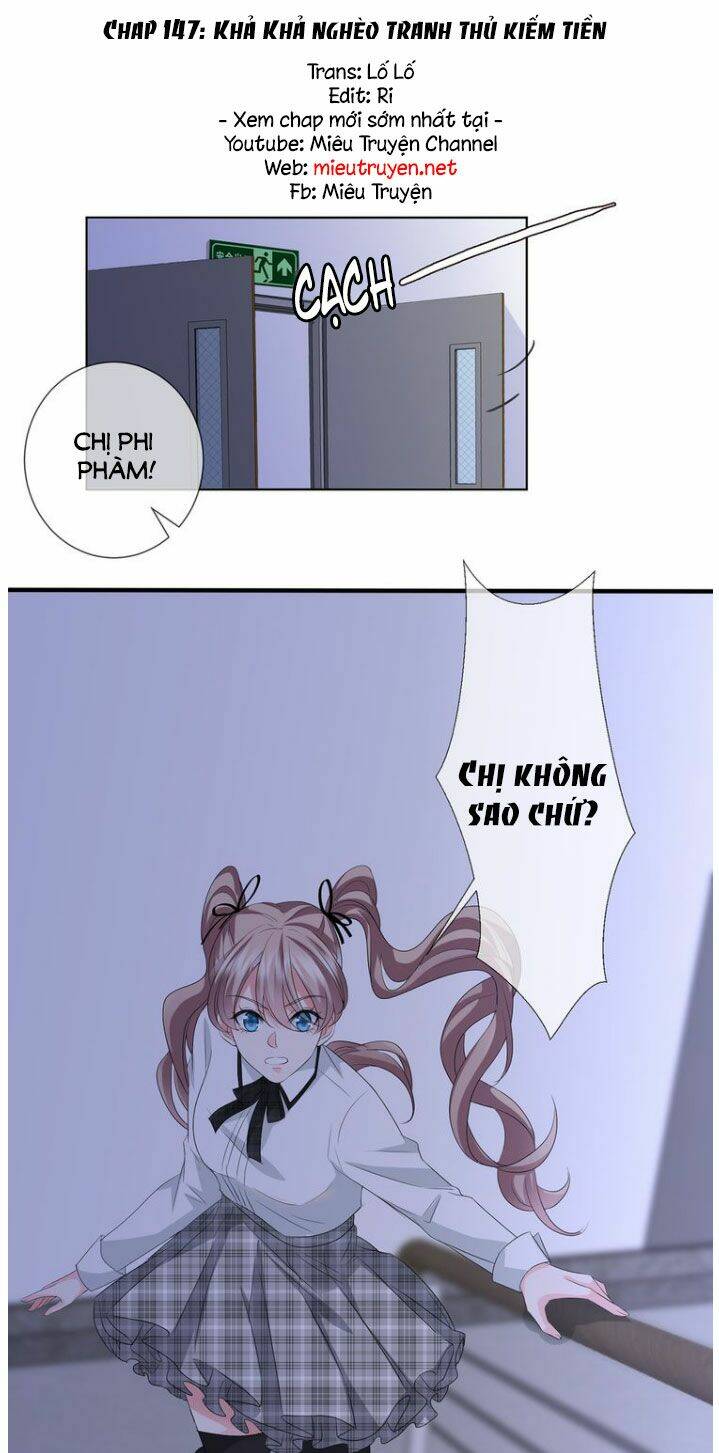 Chap 147: Khả Khả nghèo tranh thủ kiếm tiền
Trans: Lố Lố
Edit: Ri
- Xem chap mới sớm nhất tại -
Youtube: Miêu Truyện Channel
Web: mieutruyen.net
Fb: Miêu Truyện
CẠCH
CHỊ PHI
PHÀM!
Chị không
sao chứ?